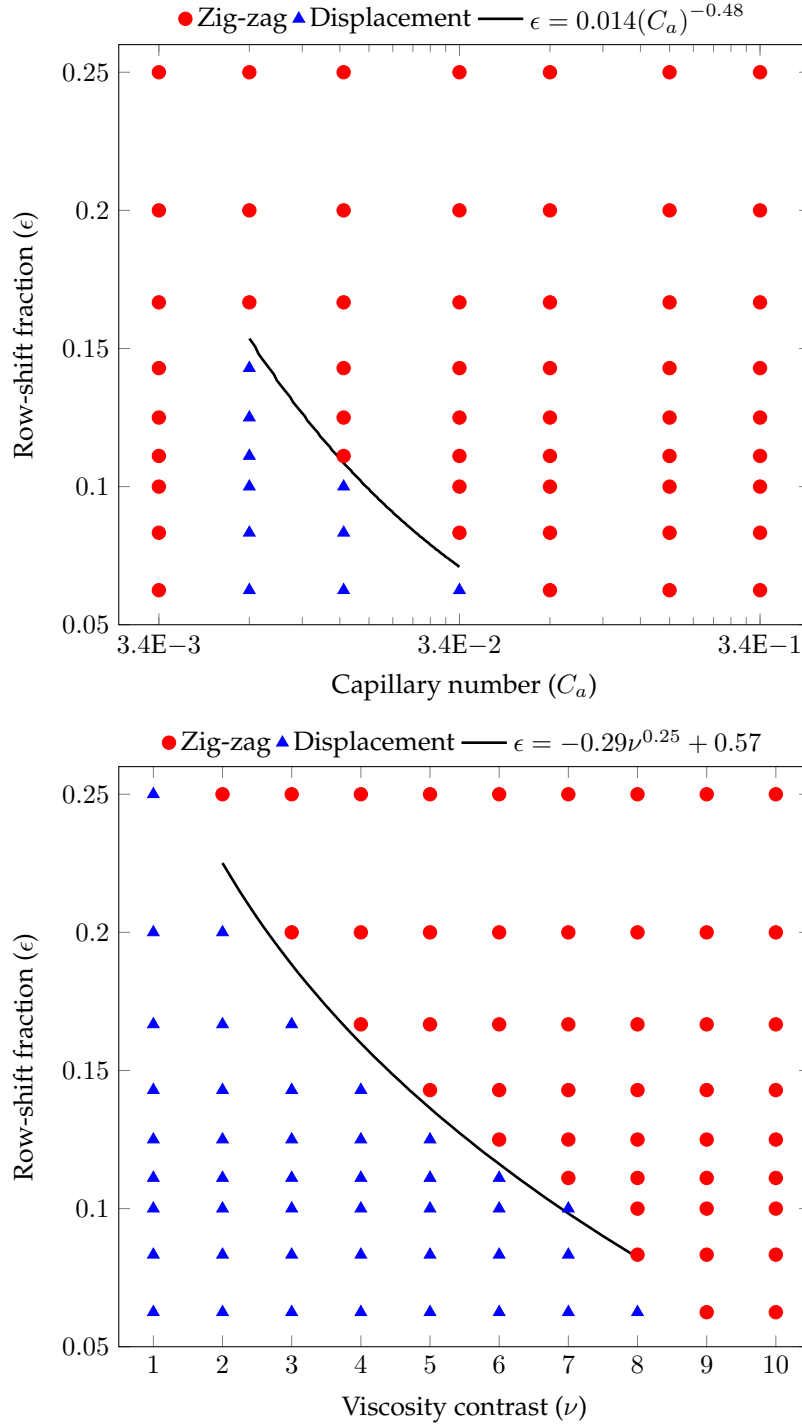 Zig-zag Displacement ϵ = 0.014(Cₐ)^−0.48
0.25
0.2
0.15
0.1
0.05
Row-shift fraction (ϵ)
3.4E−3 3.4E−2 3.4E−1
Capillary number (Cₐ)
Zig-zag Displacement ϵ = −0.29ν^0.25 + 0.57
0.25
0.2
0.15
0.1
0.05
Row-shift fraction (ϵ)
1 2 3 4 5 6 7 8 9 10
Viscosity contrast (ν)